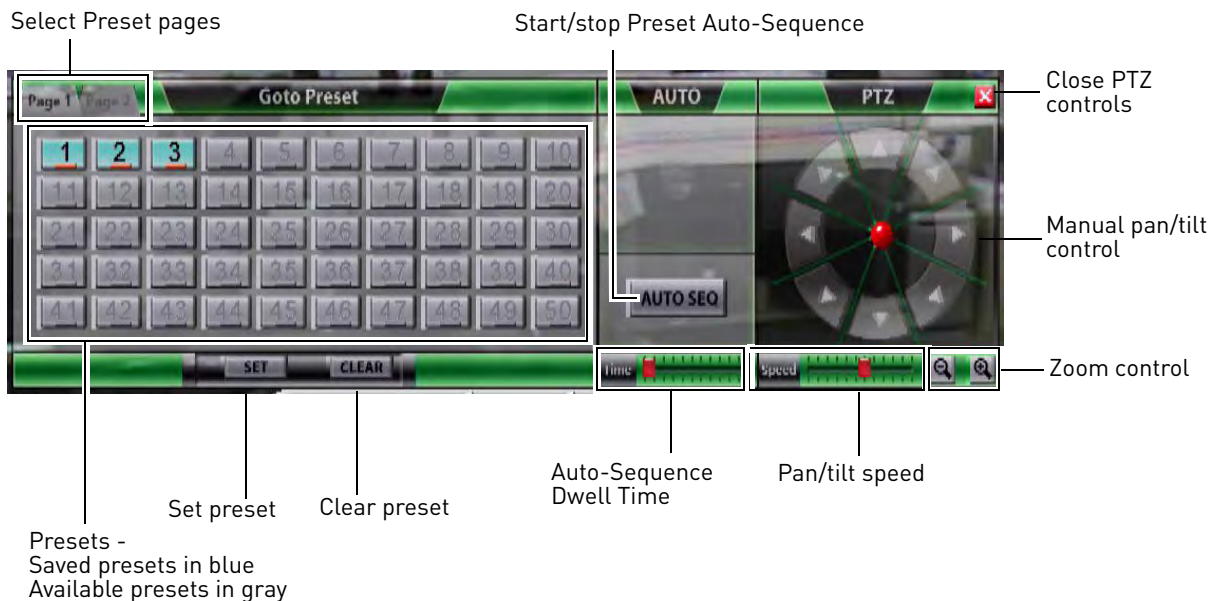 Select Preset pages
Start/stop Preset Auto-Sequence
Close PTZ
controls
Page 1 Page 2
Goto Preset
AUTO
PTZ
1 2 3 4 5 6 7 8 9 10
11 12 13 14 15 16 17 18 19 20
21 22 23 24 25 26 27 28 29 30
31 32 33 34 35 36 37 38 39 40
41 42 43 44 45 46 47 48 49 50
Manual pan/tilt
control
AUTO SEQ
SET
CLEAR
Time
Speed
Zoom control
Auto-Sequence
Dwell Time
Pan/tilt speed
Set preset
Clear preset
Presets -
Saved presets in blue
Available presets in gray